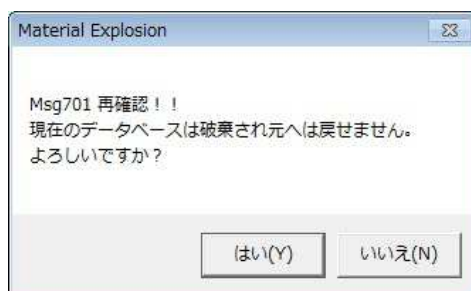 Material Explosion
Msg701 再確認！！
現在のデータベースは破棄され元へは戻せません。
よろしいですか？
はい(Y)
いいえ(N)